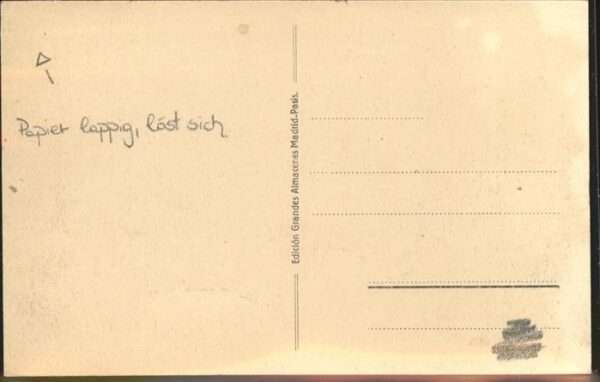 Papier lappig, löst sich
Edición Grandes Almacenes Madrid-París.